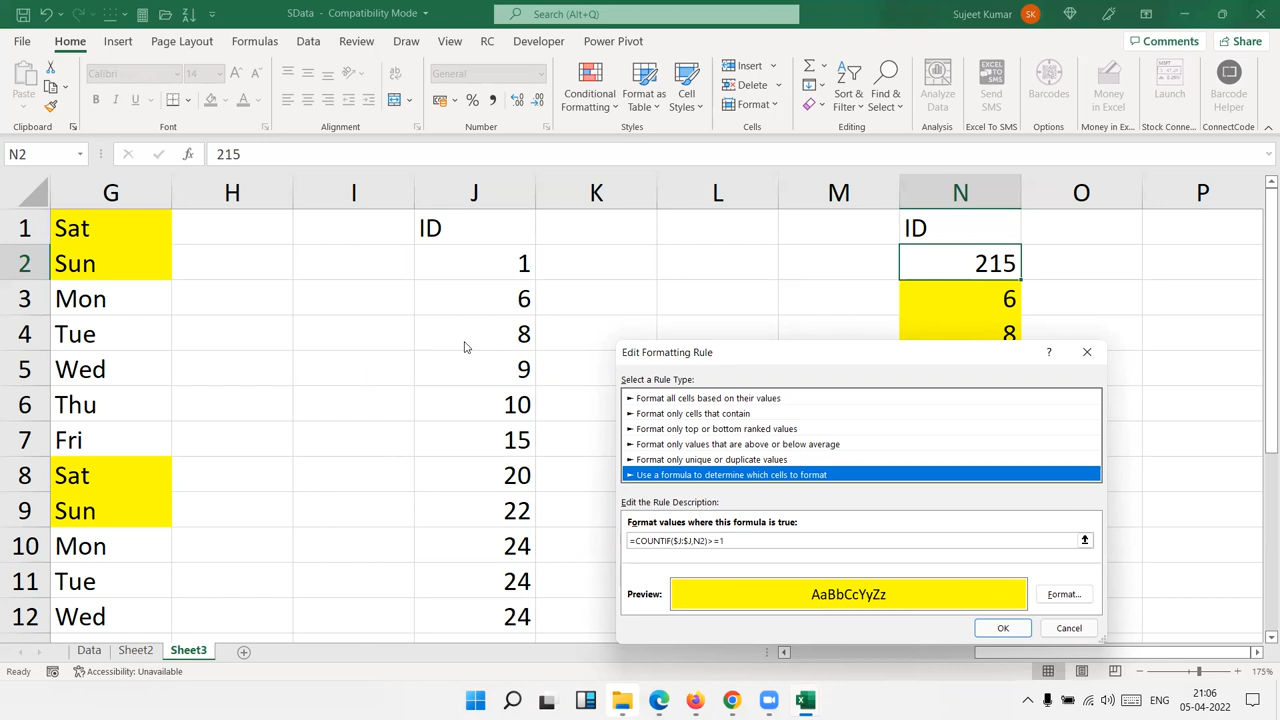 SData - Compatibility Mode
Search (Alt+Q)
Sujeet Kumar SK
File Home Insert Page Layout Formulas Data Review View Draw RC Developer Power Pivot Comments Share
Paste
Calibri 14
B I U
General
Conditional Formatting
Format as Table
Cell Styles
Insert
Delete
Format
Sort & Filter
Find & Select
Analyze Data
Send SMS
Barcodes
Money in Excel
Launch
Barcode Helper
Clipboard Font Alignment Number Styles Cells Editing Analysis Excel To SMS Options Money in Ex... Stock Connec... ConnectCode
N2 fx 215
G H I J K L M N O P
1 Sat ID ID
2 Sun 1 215
3 Mon 6 6
4 Tue 8 8
5 Wed 9
6 Thu 10
7 Fri 15
8 Sat 20
9 Sun 22
10 Mon 24
11 Tue 24
12 Wed 24
Edit Formatting Rule ?
Select a Rule Type:
► Format all cells based on their values
► Format only cells that contain
► Format only top or bottom ranked values
► Format only values that are above or below average
► Format only unique or duplicate values
► Use a formula to determine which cells to format
Edit the Rule Description:
Format values where this formula is true:
=COUNTIF($J:$J,N2)>=1
Preview: AaBbCcYyZz Format...
OK Cancel
Data Sheet2 Sheet3
Ready Accessibility: Unavailable 175%
ENG 21:06
05-04-2022